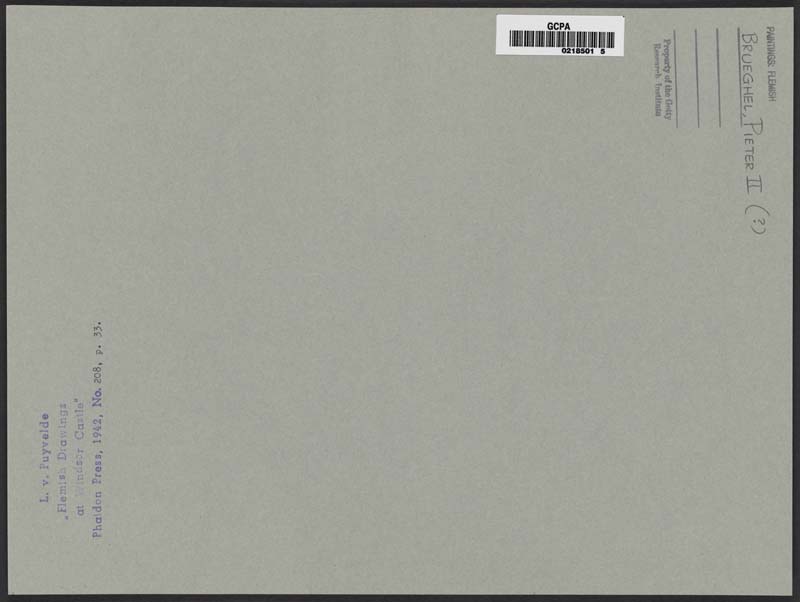 GCPA
0218501 5
PAINTINGS: FLEMISH
BRUEGHEL, PIETER II (?)
Property of the Getty
Research Institute
L. v. Puyvelde
„Flemish Drawings
at Windsor Castle"
Phaidon Press, 1942, No. 208, p. 33.